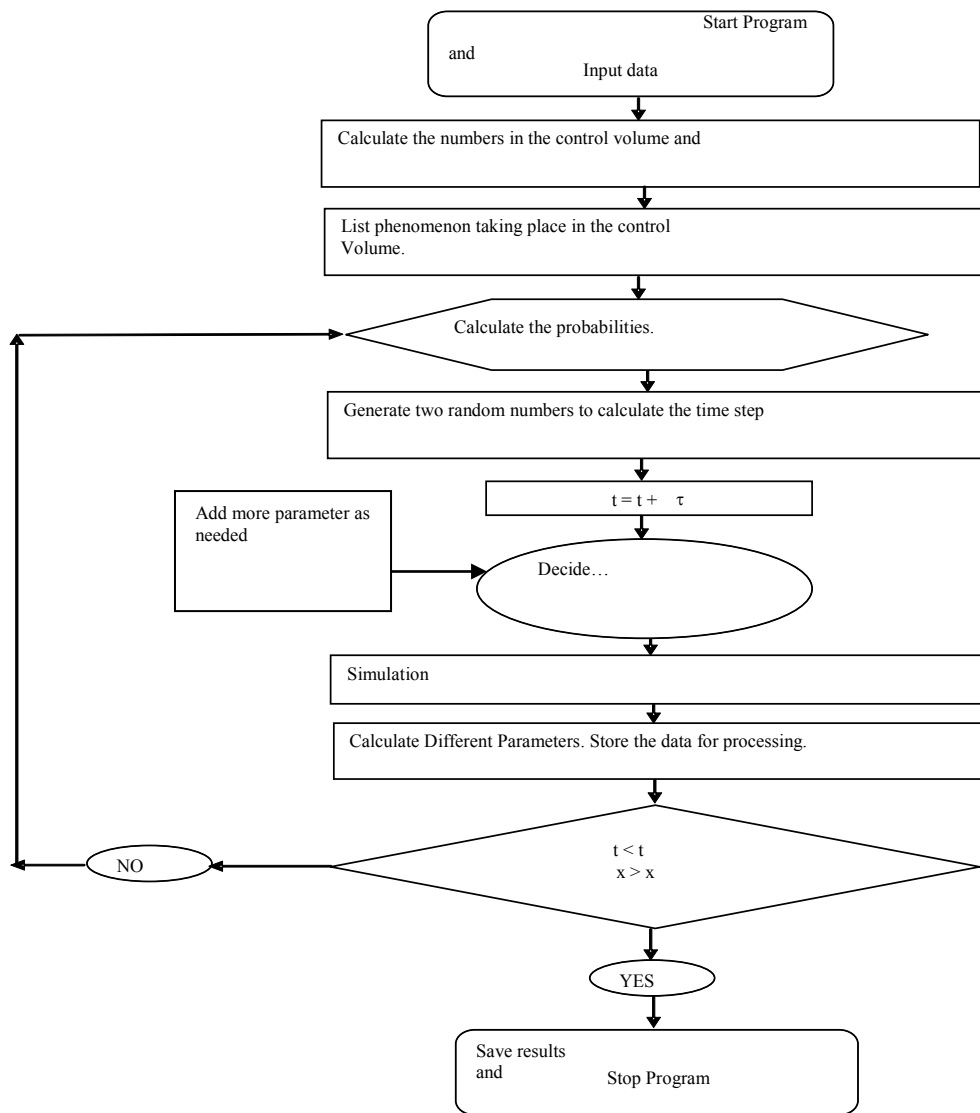 Start Program
and
Input data
Calculate the numbers in the control volume and
List phenomenon taking place in the control
Volume.
Calculate the probabilities.
Generate two random numbers to calculate the time step
t = t + τ
Add more parameter as
needed
Decide…
Simulation
Calculate Different Parameters. Store the data for processing.
t < t
x > x
NO
YES
Save results
and
Stop Program